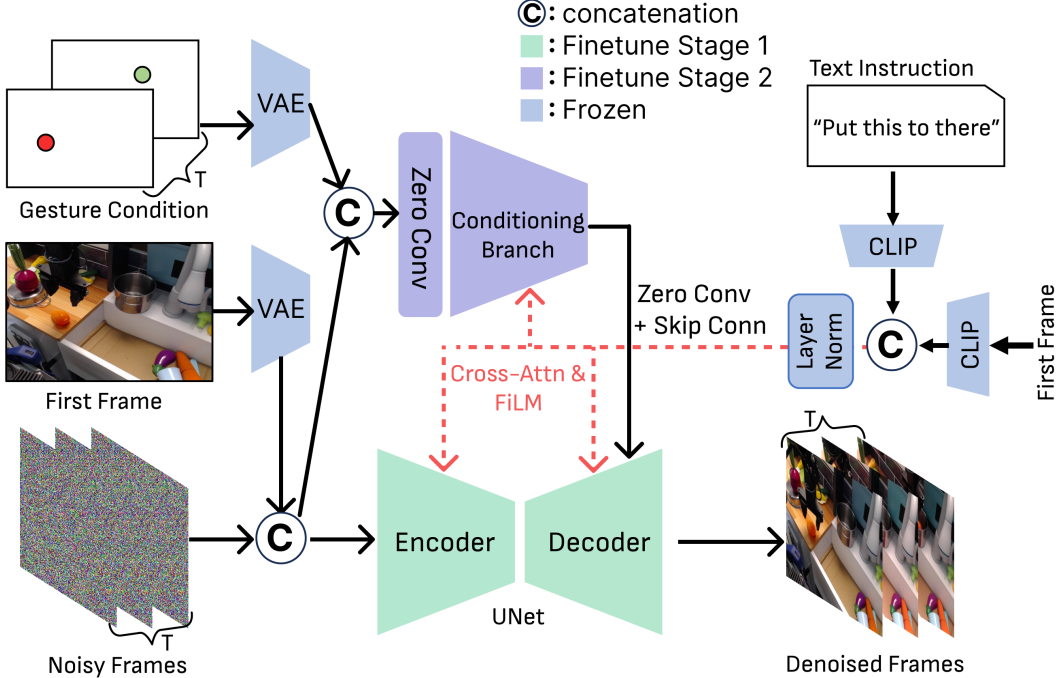 C : concatenation
: Finetune Stage 1
: Finetune Stage 2
: Frozen
VAE
T
Gesture Condition
C
Zero Conv
Conditioning
Branch
VAE
First Frame
Text Instruction
“Put this to there”
CLIP
C
CLIP
First Frame
Layer
Norm
Zero Conv
+ Skip Conn
Cross-Attn &
FiLM
T
Noisy Frames
C
Encoder
Decoder
UNet
T
Denoised Frames